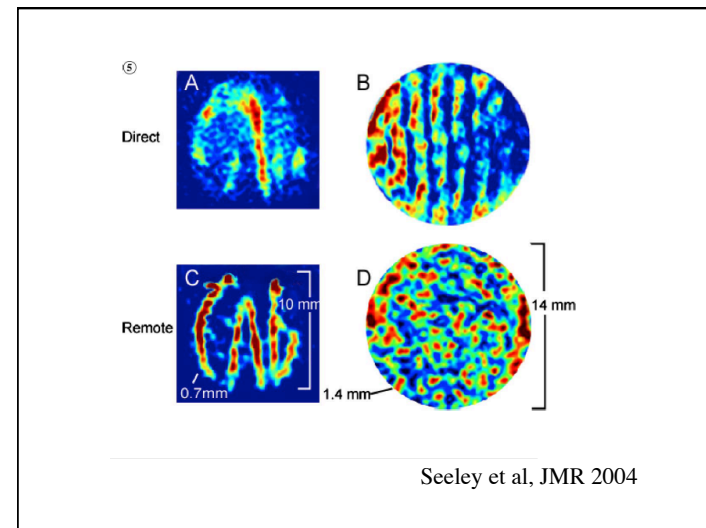 ⑤
A
B
Direct
C
D
10 mm
14 mm
Remote
0.7mm
1.4 mm
Seeley et al, JMR 2004